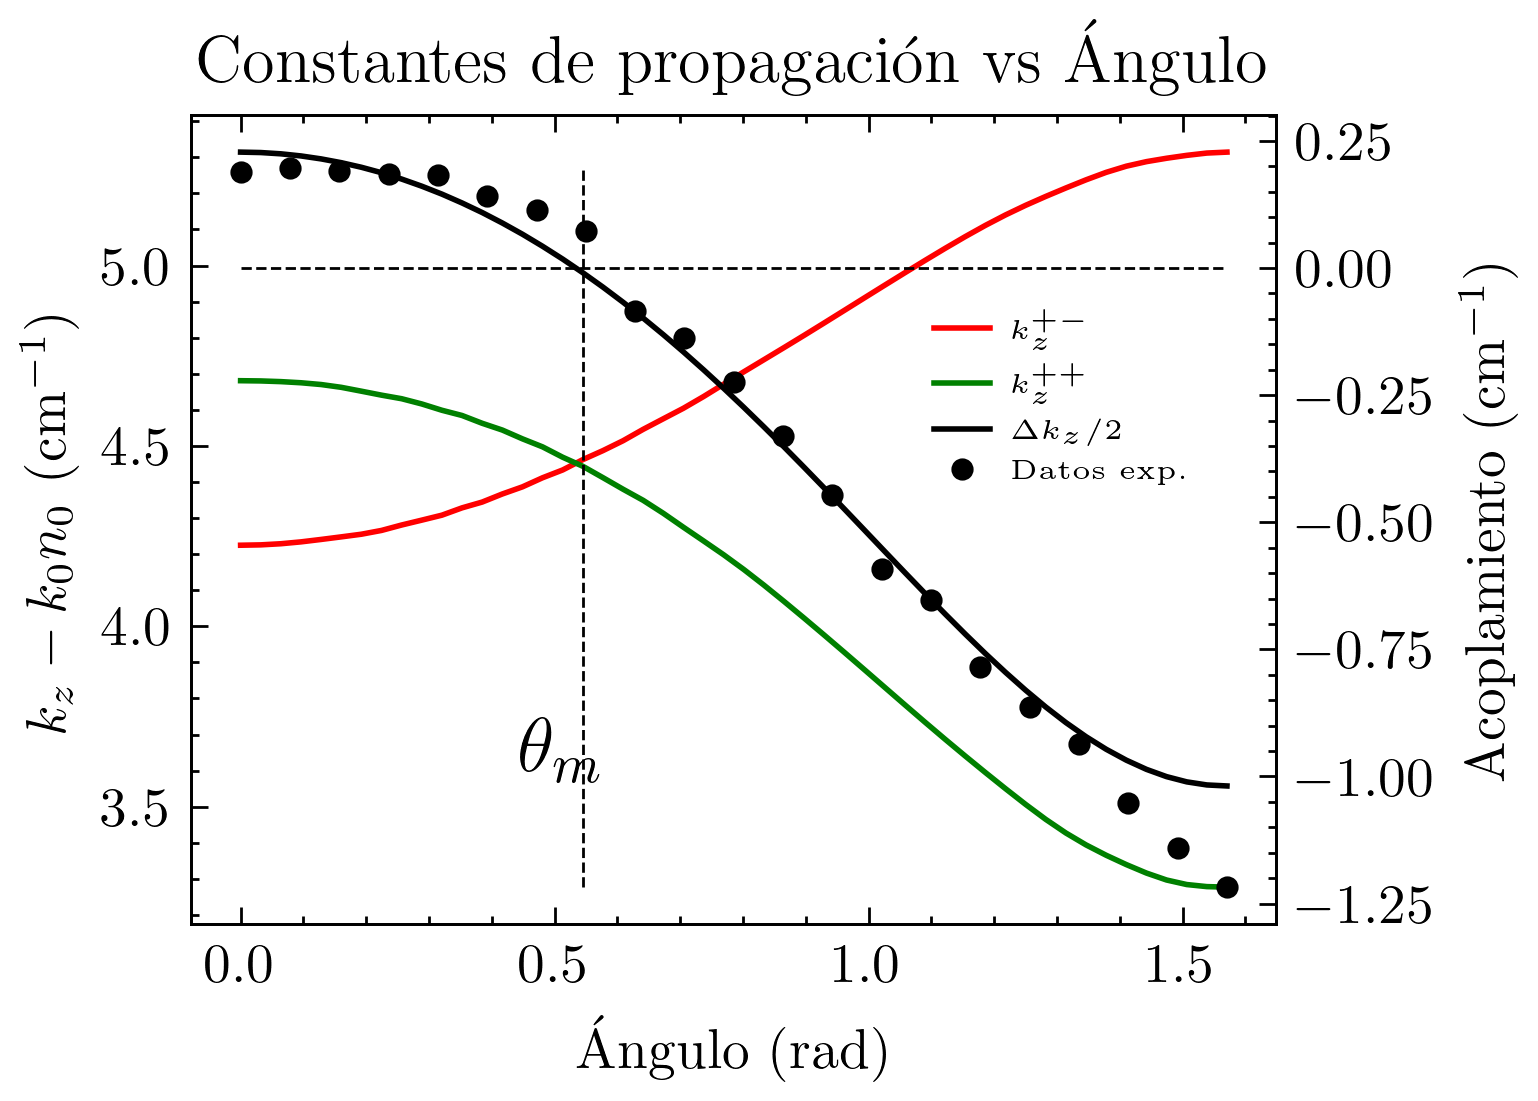 Constantes de propagación vs Ángulo
k_z − k_0n_0 (cm^{−1})
5.0
4.5
4.0
3.5
0.25
0.00
−0.25
−0.50
−0.75
−1.00
−1.25
Acoplamiento (cm^{−1})
k_z^{+−}
k_z^{++}
Δk_z/2
Datos exp.
θ_m
0.0 0.5 1.0 1.5
Ángulo (rad)